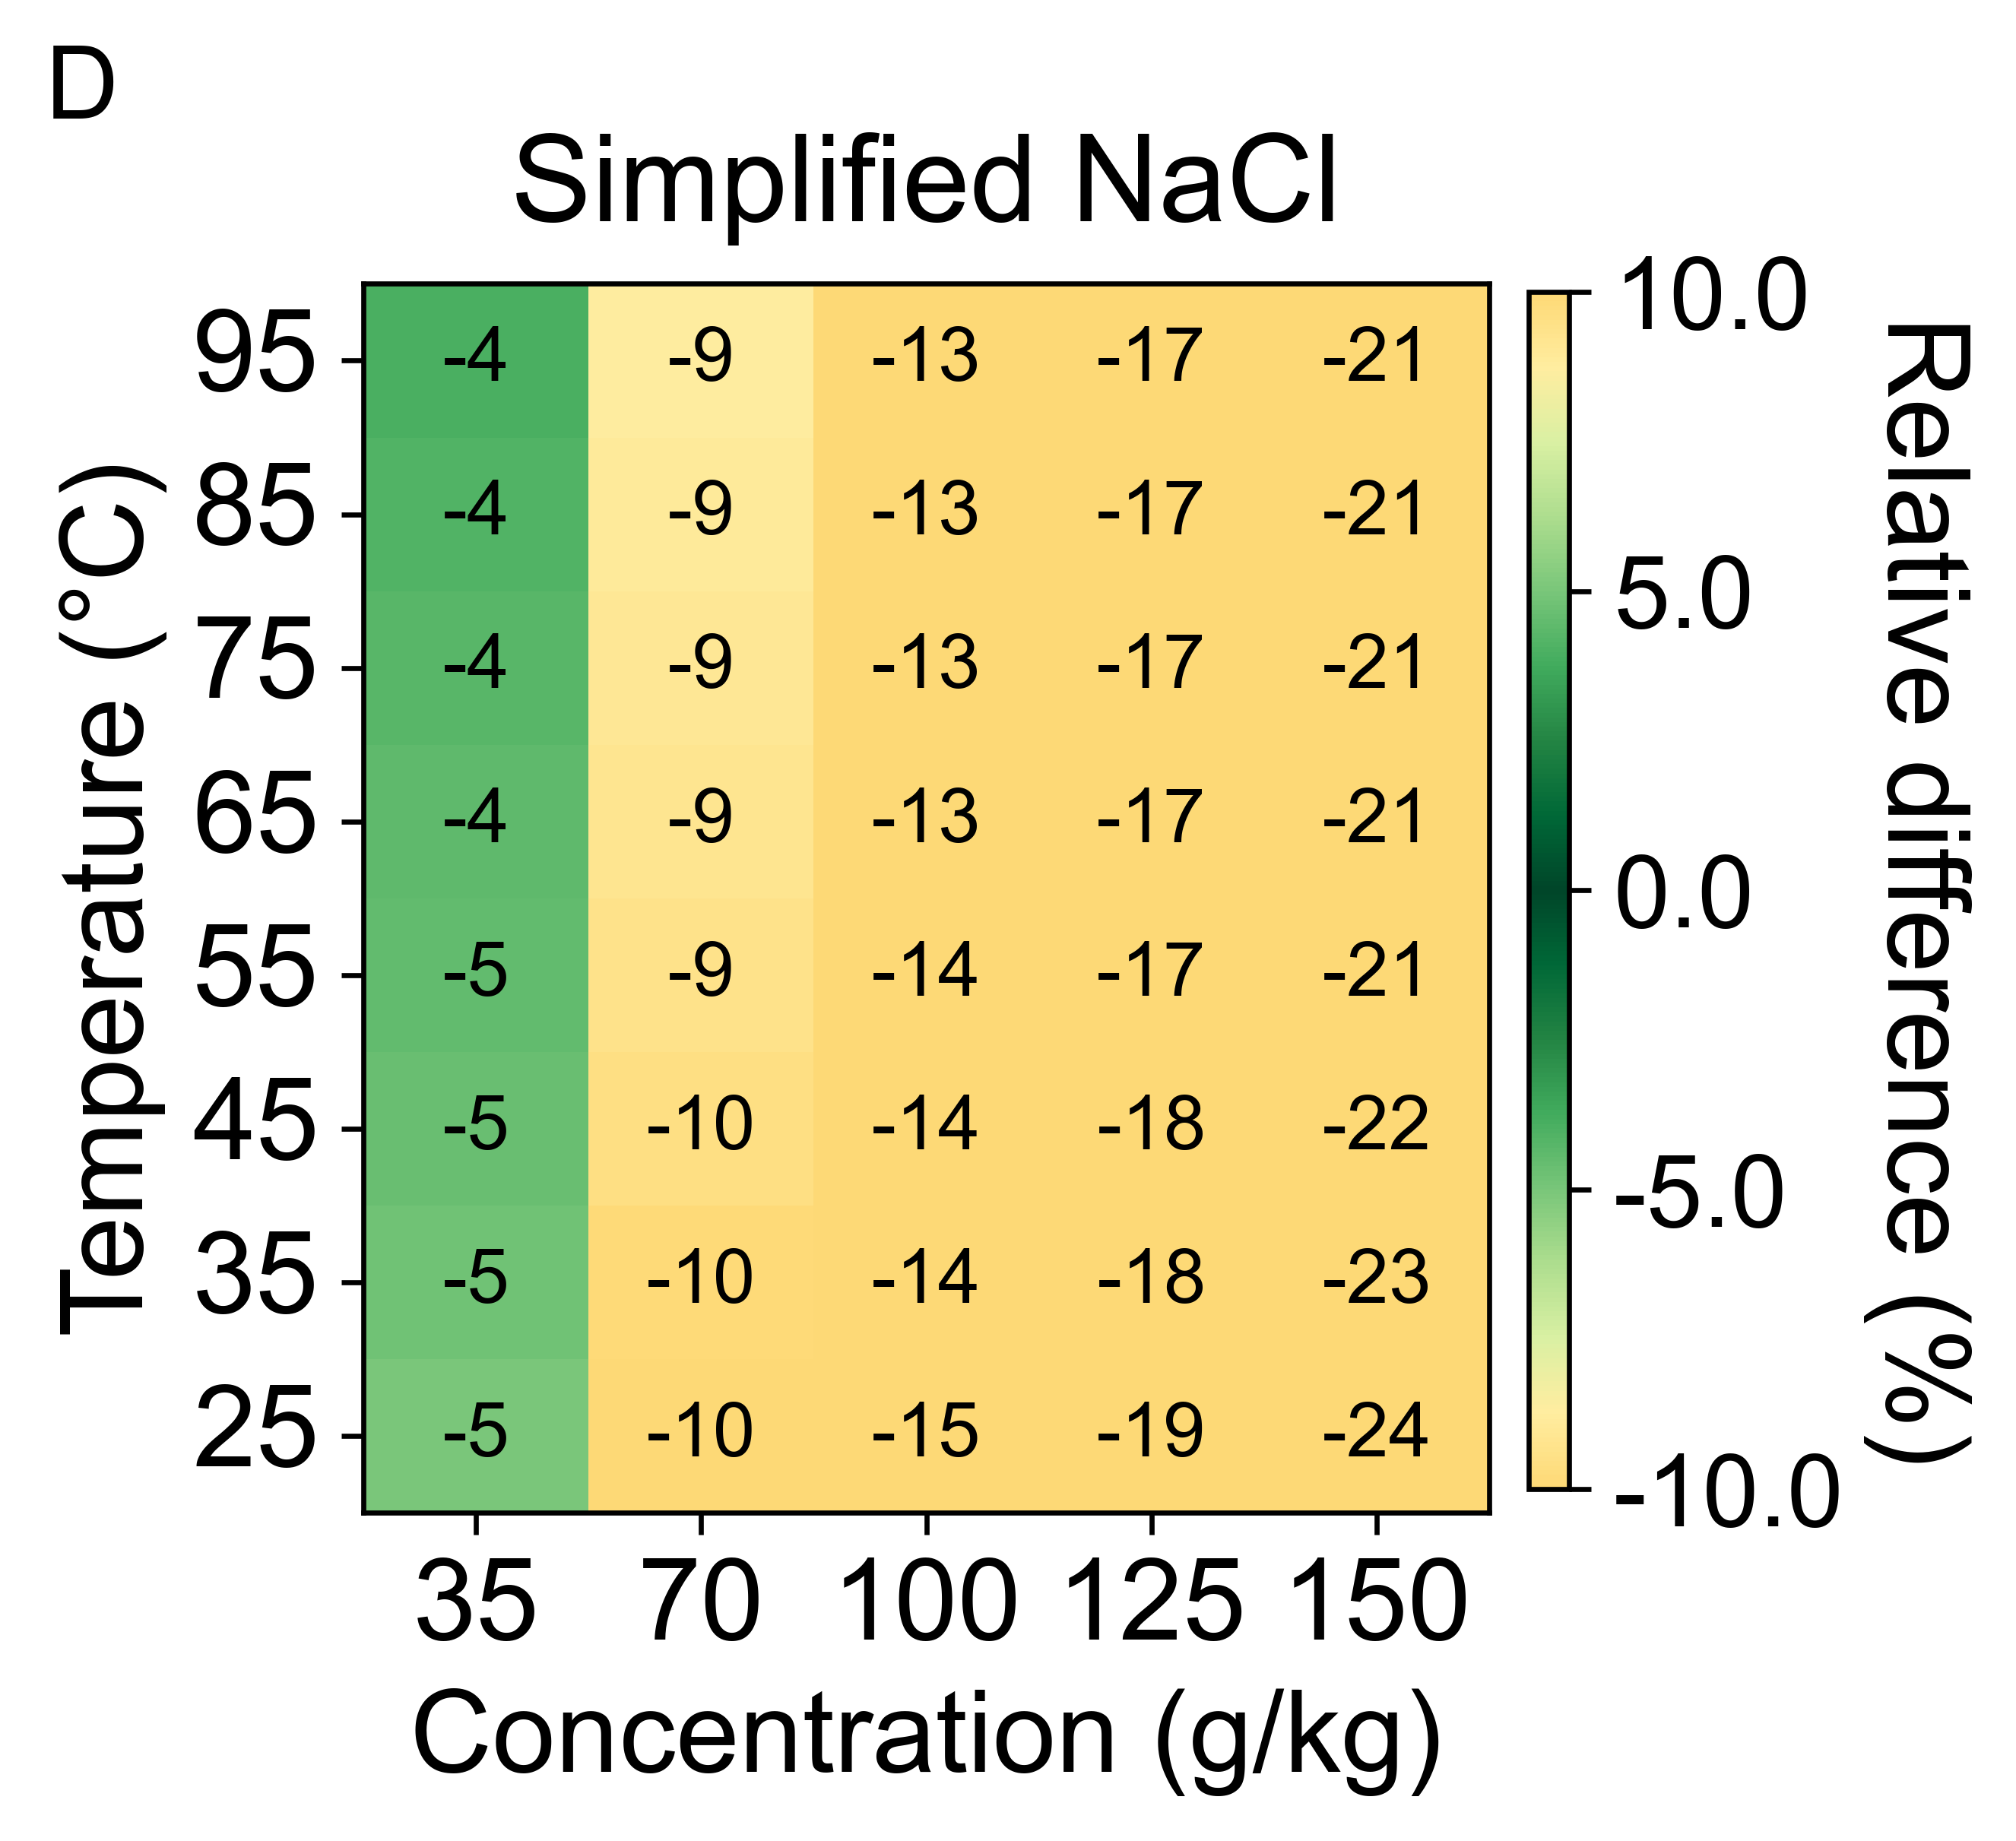 D
Simplified NaCl
95 -4 -9 -13 -17 -21
85 -4 -9 -13 -17 -21
75 -4 -9 -13 -17 -21
65 -4 -9 -13 -17 -21
55 -5 -9 -14 -17 -21
45 -5 -10 -14 -18 -22
35 -5 -10 -14 -18 -23
25 -5 -10 -15 -19 -24
35 70 100 125 150
Concentration (g/kg)
Temperature (°C)
10.0
5.0
0.0
-5.0
-10.0
Relative difference (%)